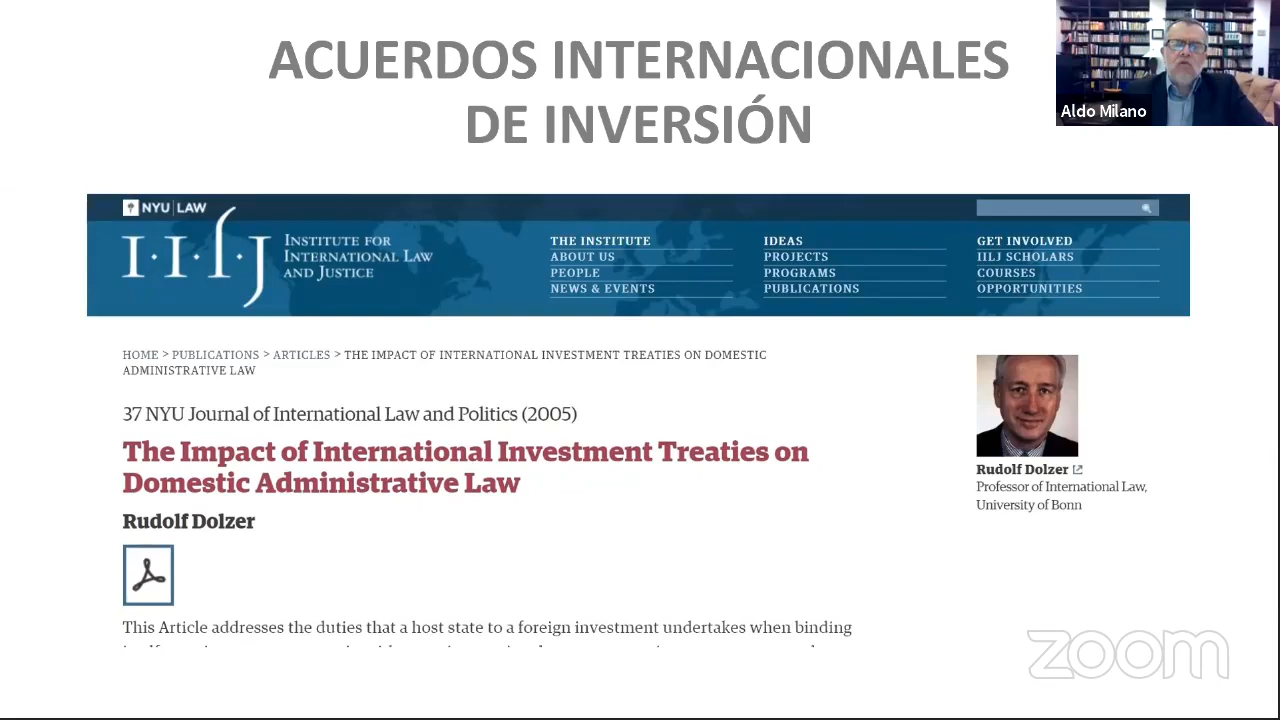 ACUERDOS INTERNACIONALES
DE INVERSIÓN
Aldo Milano
NYU LAW
I·I·L·J
INSTITUTE FOR
INTERNATIONAL LAW
AND JUSTICE
THE INSTITUTE
ABOUT US
PEOPLE
NEWS & EVENTS
IDEAS
PROJECTS
PROGRAMS
PUBLICATIONS
GET INVOLVED
IILJ SCHOLARS
COURSES
OPPORTUNITIES
HOME > PUBLICATIONS > ARTICLES > THE IMPACT OF INTERNATIONAL INVESTMENT TREATIES ON DOMESTIC
ADMINISTRATIVE LAW
37 NYU Journal of International Law and Politics (2005)
The Impact of International Investment Treaties on
Domestic Administrative Law
Rudolf Dolzer
This Article addresses the duties that a host state to a foreign investment undertakes when binding
Rudolf Dolzer
Professor of International Law,
University of Bonn
zoom